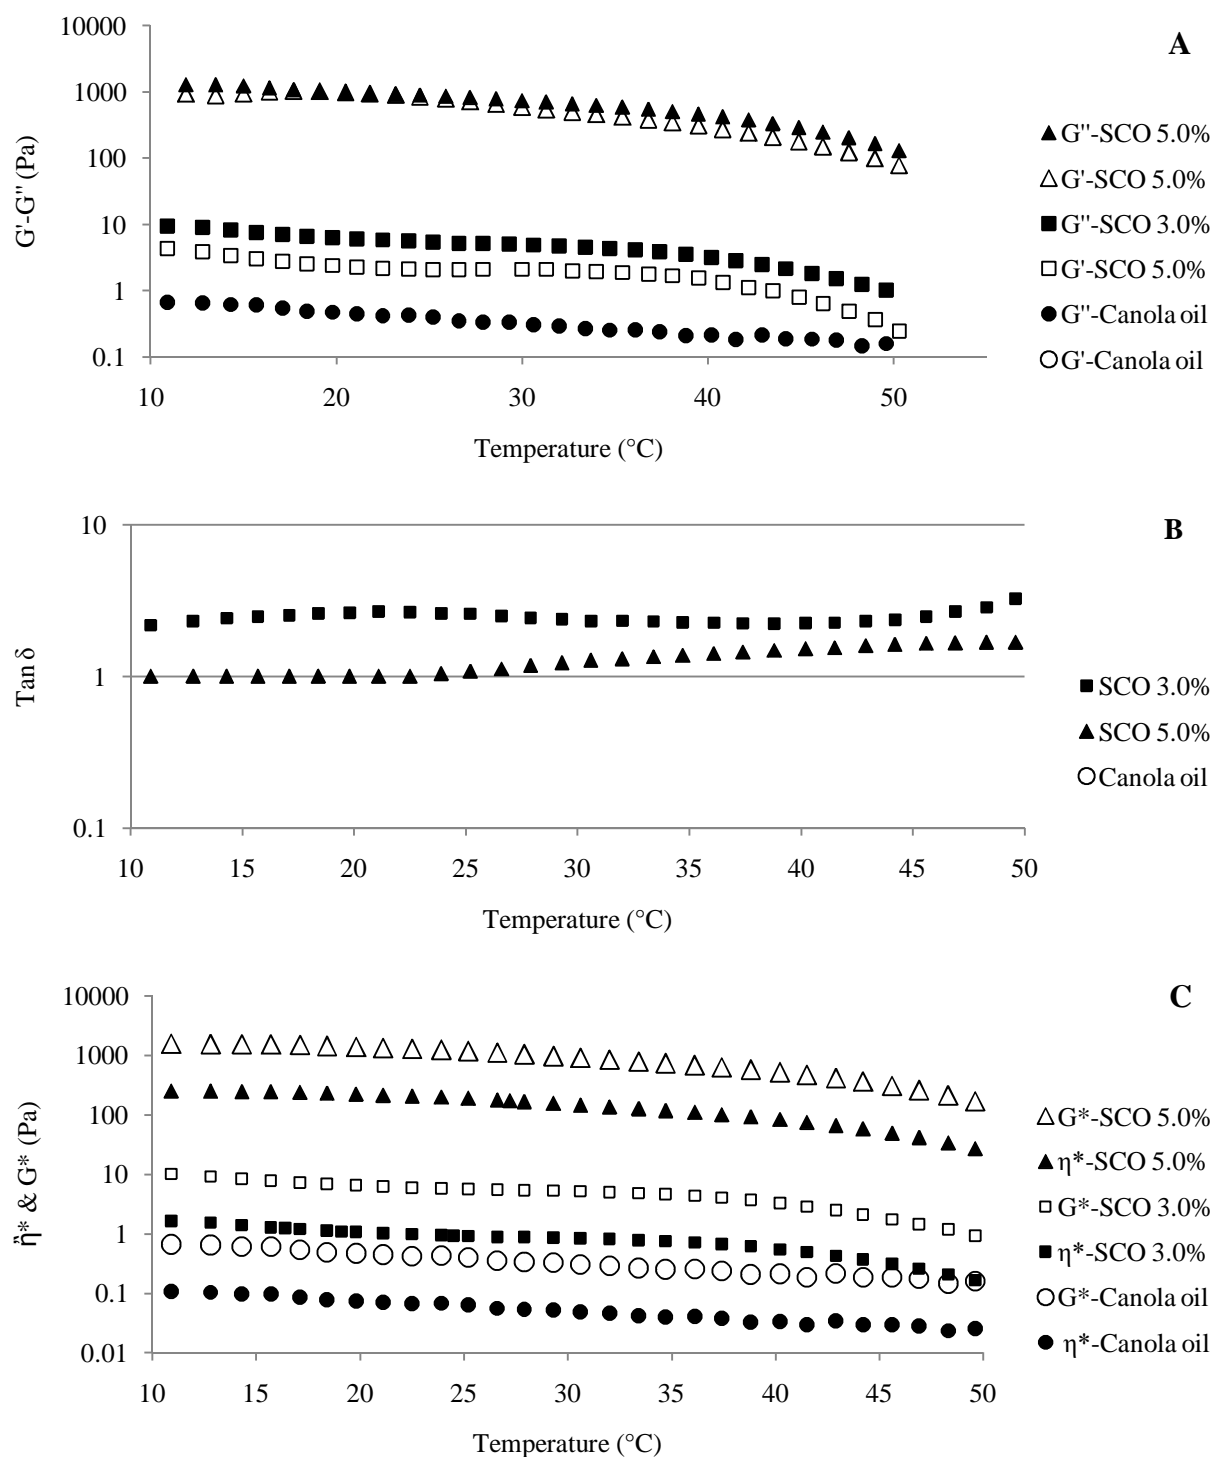 A
10000
1000
100
10
1
0.1
G'-G'' (Pa)
10 20 30 40 50
Temperature (°C)
▲ G''-SCO 5.0%
△ G'-SCO 5.0%
■ G''-SCO 3.0%
□ G'-SCO 5.0%
● G''-Canola oil
○ G'-Canola oil
B
10
1
0.1
Tan δ
10 15 20 25 30 35 40 45 50
Temperature (°C)
■ SCO 3.0%
▲ SCO 5.0%
○ Canola oil
C
10000
1000
100
10
1
0.1
0.01
η* & G* (Pa)
10 15 20 25 30 35 40 45 50
Temperature (°C)
△ G*-SCO 5.0%
▲ η*-SCO 5.0%
□ G*-SCO 3.0%
■ η*-SCO 3.0%
○ G*-Canola oil
● η*-Canola oil